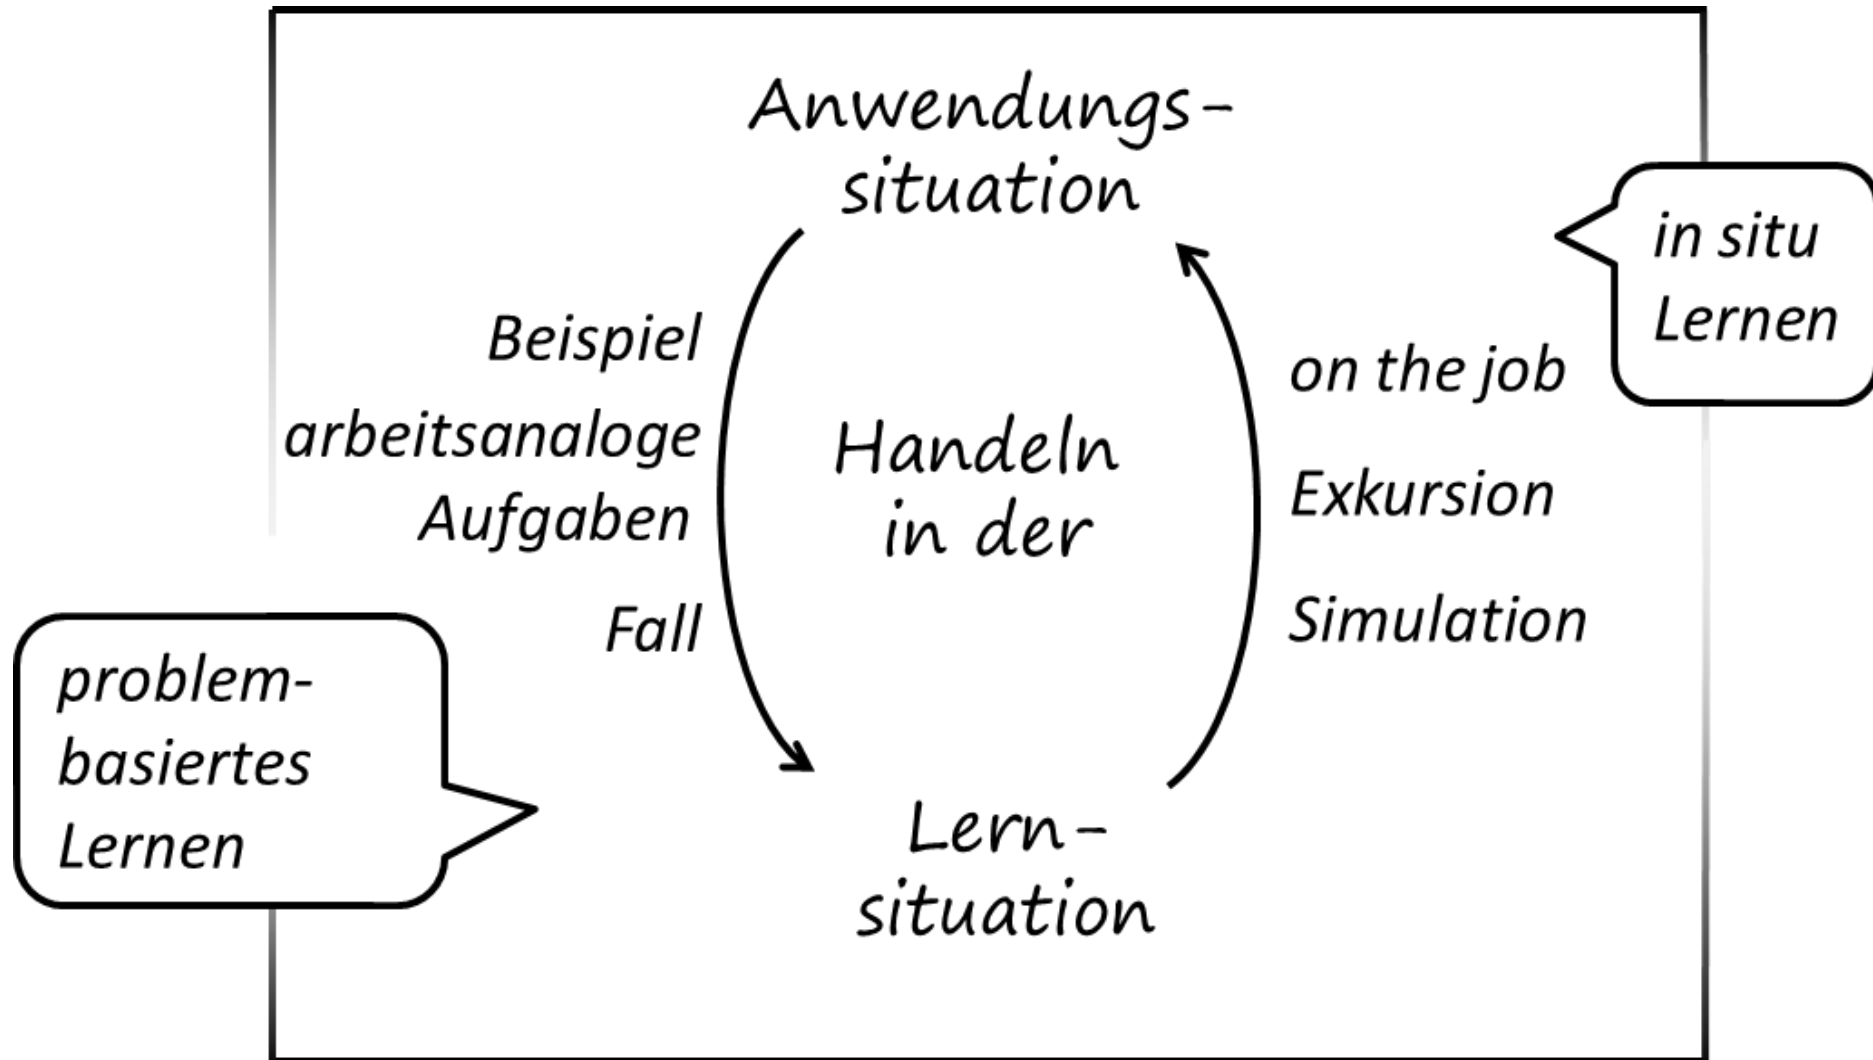 Anwendungs-
situation
in situ
Lernen
Beispiel
arbeitsanaloge
Aufgaben
Fall
Handeln
in der
on the job
Exkursion
Simulation
problem-
basiertes
Lernen
Lern-
situation